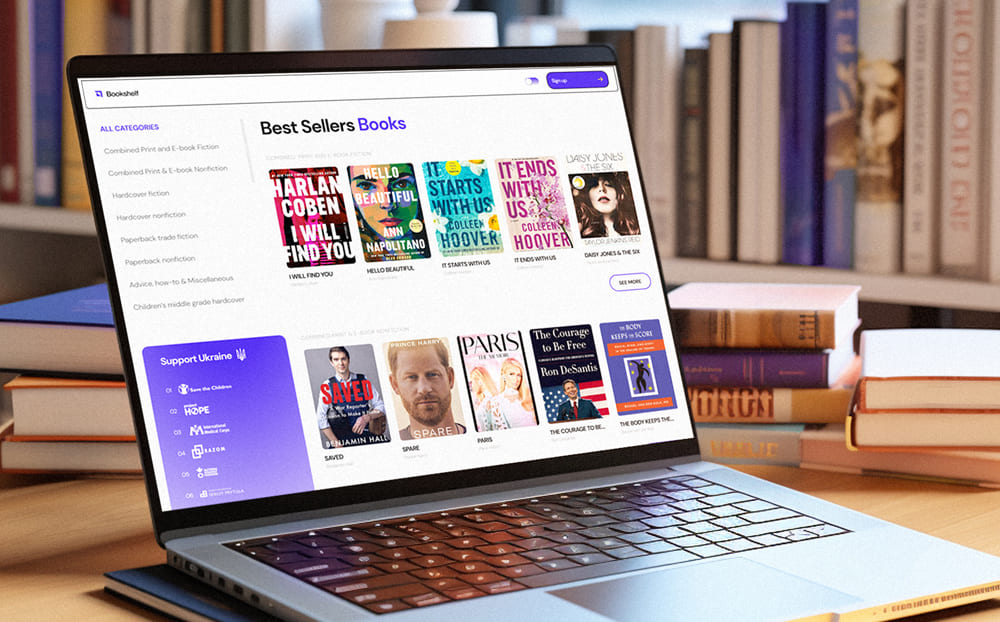 Bookshelf
Sign up
ALL CATEGORIES
Combined Print and E-book Fiction
Combined Print & E-book Nonfiction
Hardcover fiction
Hardcover nonfiction
Paperback trade fiction
Paperback nonfiction
Advice, how-to & Miscellaneous
Children's middle grade hardcover
Best Sellers Books
COMBINED PRINT AND E-BOOK FICTION
HARLAN
COBEN
I WILL
FIND YOU
HELLO
BEAUTIFUL
ANN
NAPOLITANO
IT
STARTS
WITH US
COLLEEN
HOOVER
IT ENDS
WITH
US
COLLEEN
HOOVER
DAISY JONES
& THE SIX
TAYLOR JENKINS REID
I WILL FIND YOU
HELLO BEAUTIFUL
IT STARTS WITH US
IT ENDS WITH US
DAISY JONES & THE SIX
SEE MORE
Support Ukraine
01 Save the Children
02 project HOPE
03 International
Medical Corps
04 RAZOM
05
06
COMBINED PRINT & E-BOOK NONFICTION
SAVED
A War Reporter's
BENJAMIN HALL
PRINCE HARRY
SPARE
PARIS
THE MEMOIR
The Courage
to Be Free
Ron DeSantis
THE BODY
KEEPS THE SCORE
SAVED
SPARE
PARIS
THE COURAGE TO BE...
THE BODY KEEPS THE...